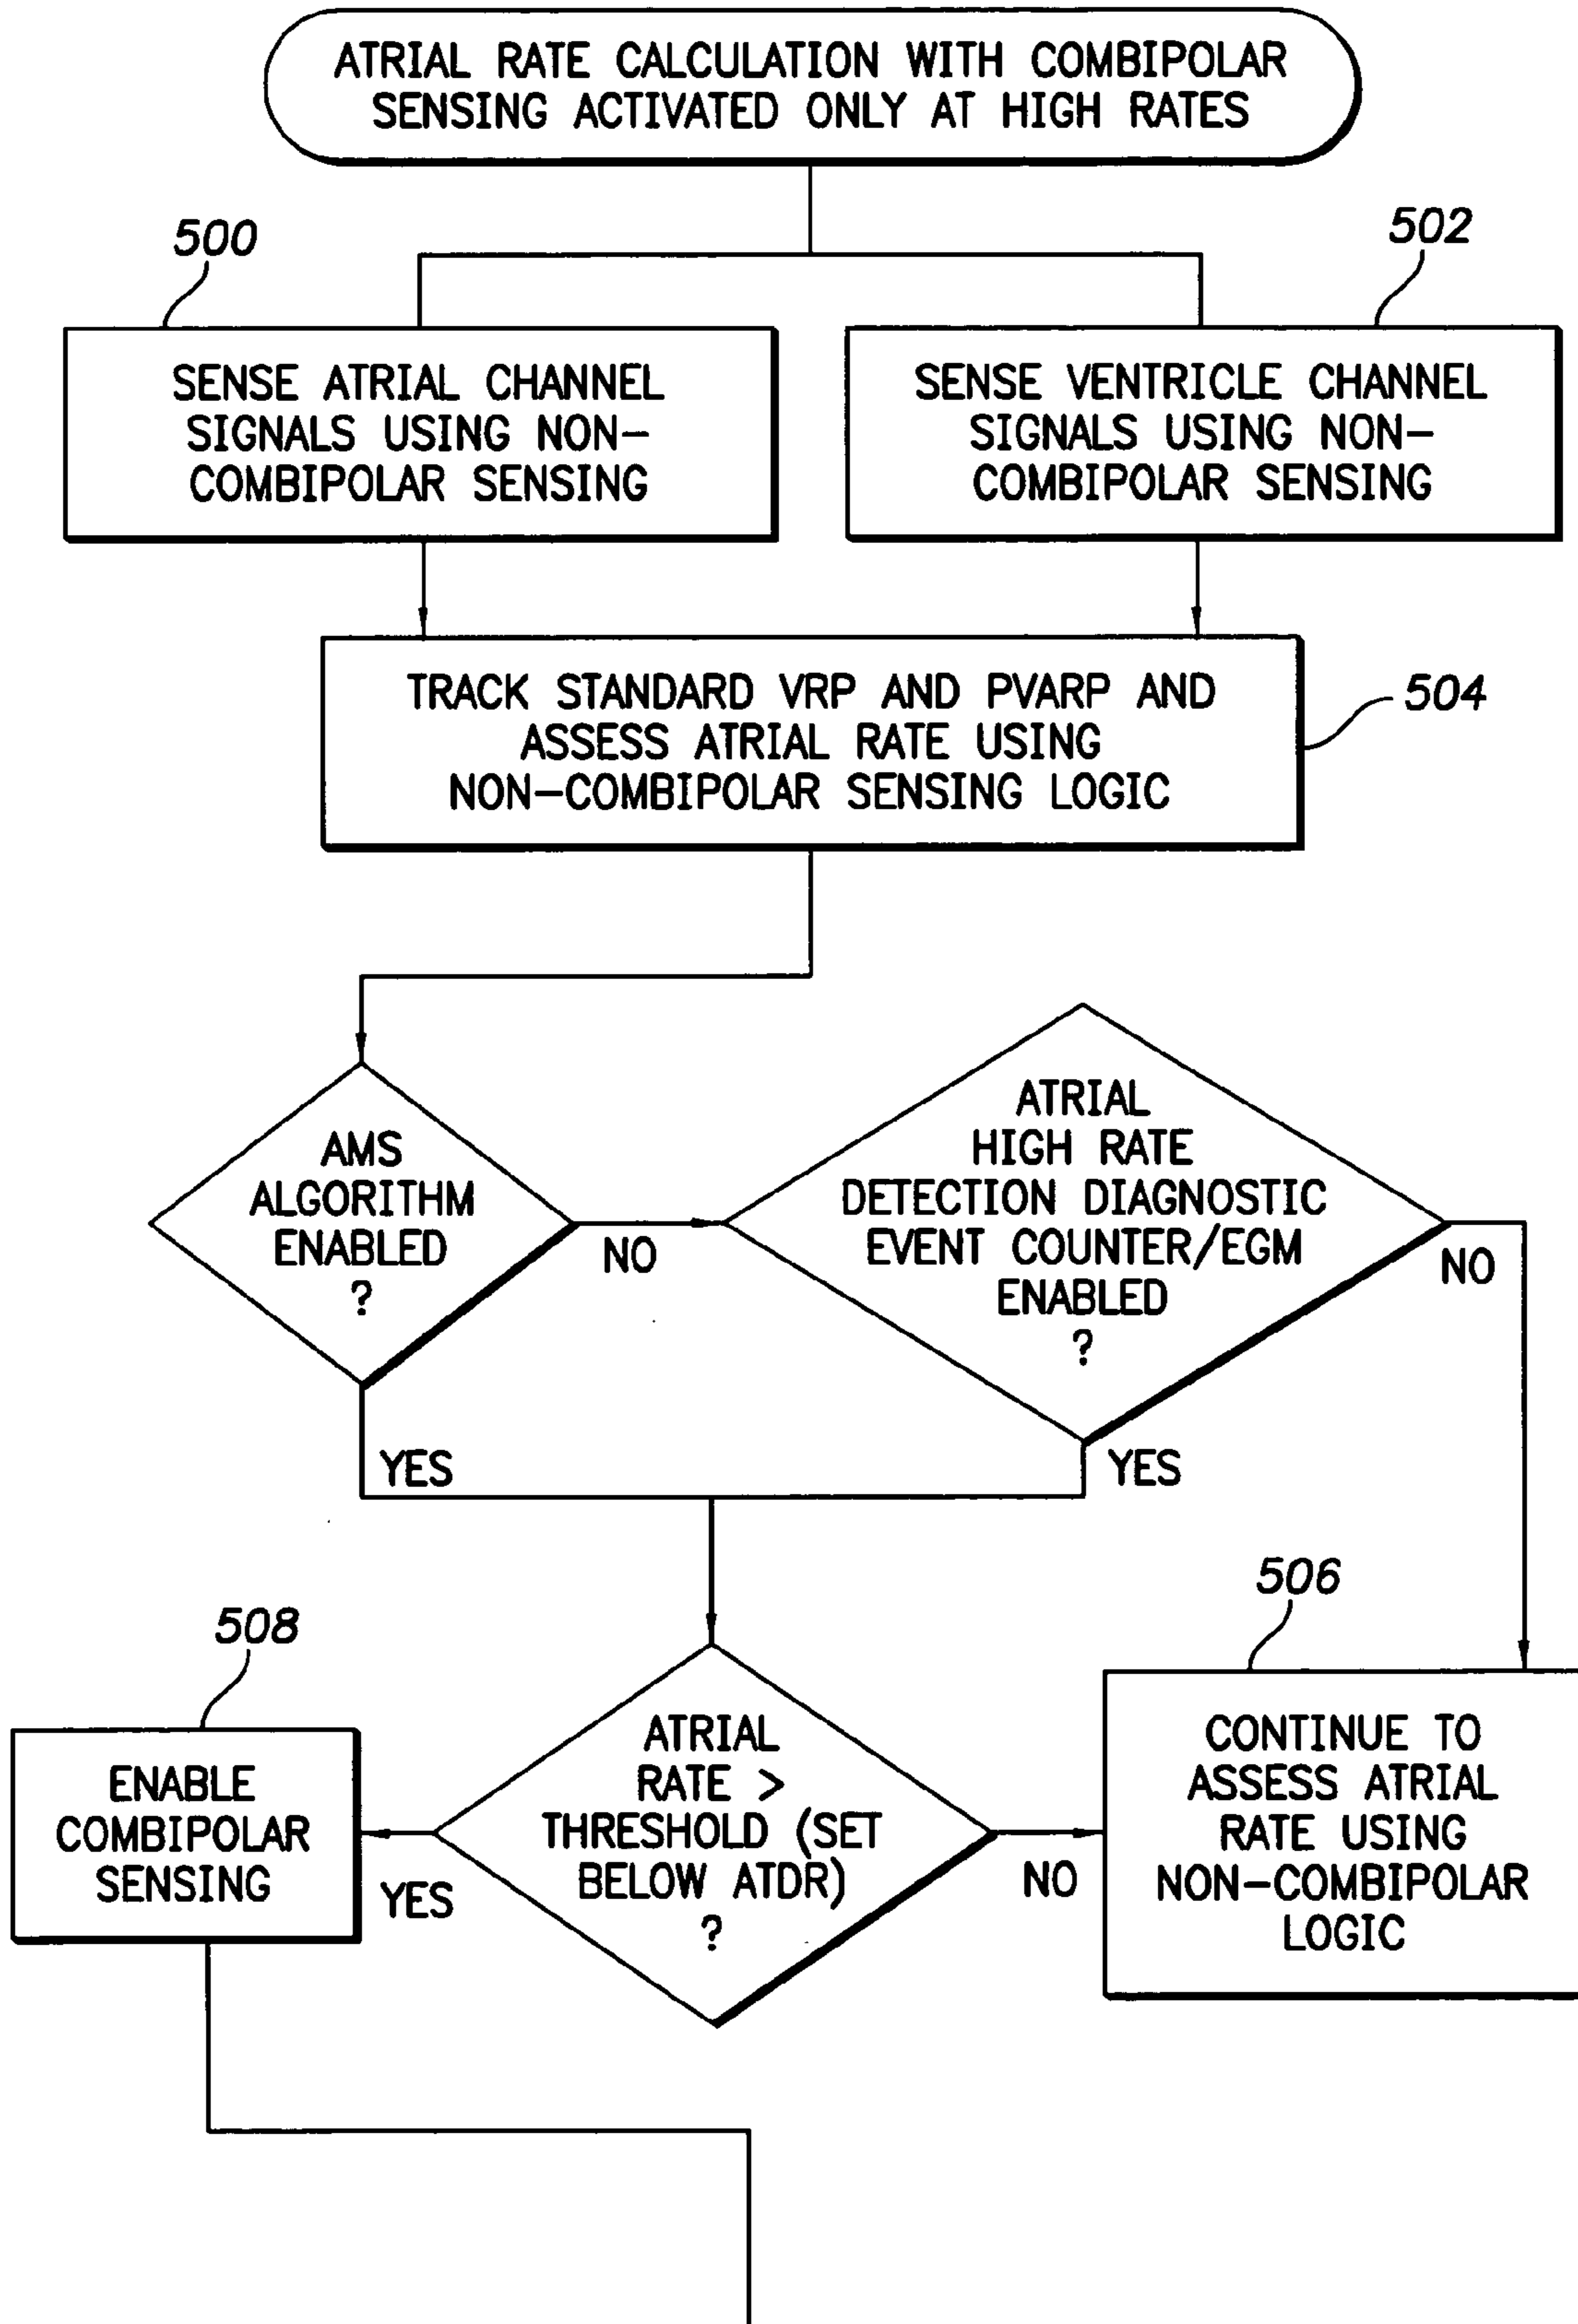 ATRIAL RATE CALCULATION WITH COMBIPOLAR
SENSING ACTIVATED ONLY AT HIGH RATES
500
502
SENSE ATRIAL CHANNEL
SIGNALS USING NON-
COMBIPOLAR SENSING
SENSE VENTRICLE CHANNEL
SIGNALS USING NON-
COMBIPOLAR SENSING
TRACK STANDARD VRP AND PVARP AND
ASSESS ATRIAL RATE USING
NON-COMBIPOLAR SENSING LOGIC
504
AMS
ALGORITHM
ENABLED
?
NO
YES
ATRIAL
HIGH RATE
DETECTION DIAGNOSTIC
EVENT COUNTER/EGM
ENABLED
?
NO
YES
508
ENABLE
COMBIPOLAR
SENSING
YES
ATRIAL
RATE >
THRESHOLD (SET
BELOW ATDR)
?
NO
506
CONTINUE TO
ASSESS ATRIAL
RATE USING
NON-COMBIPOLAR
LOGIC